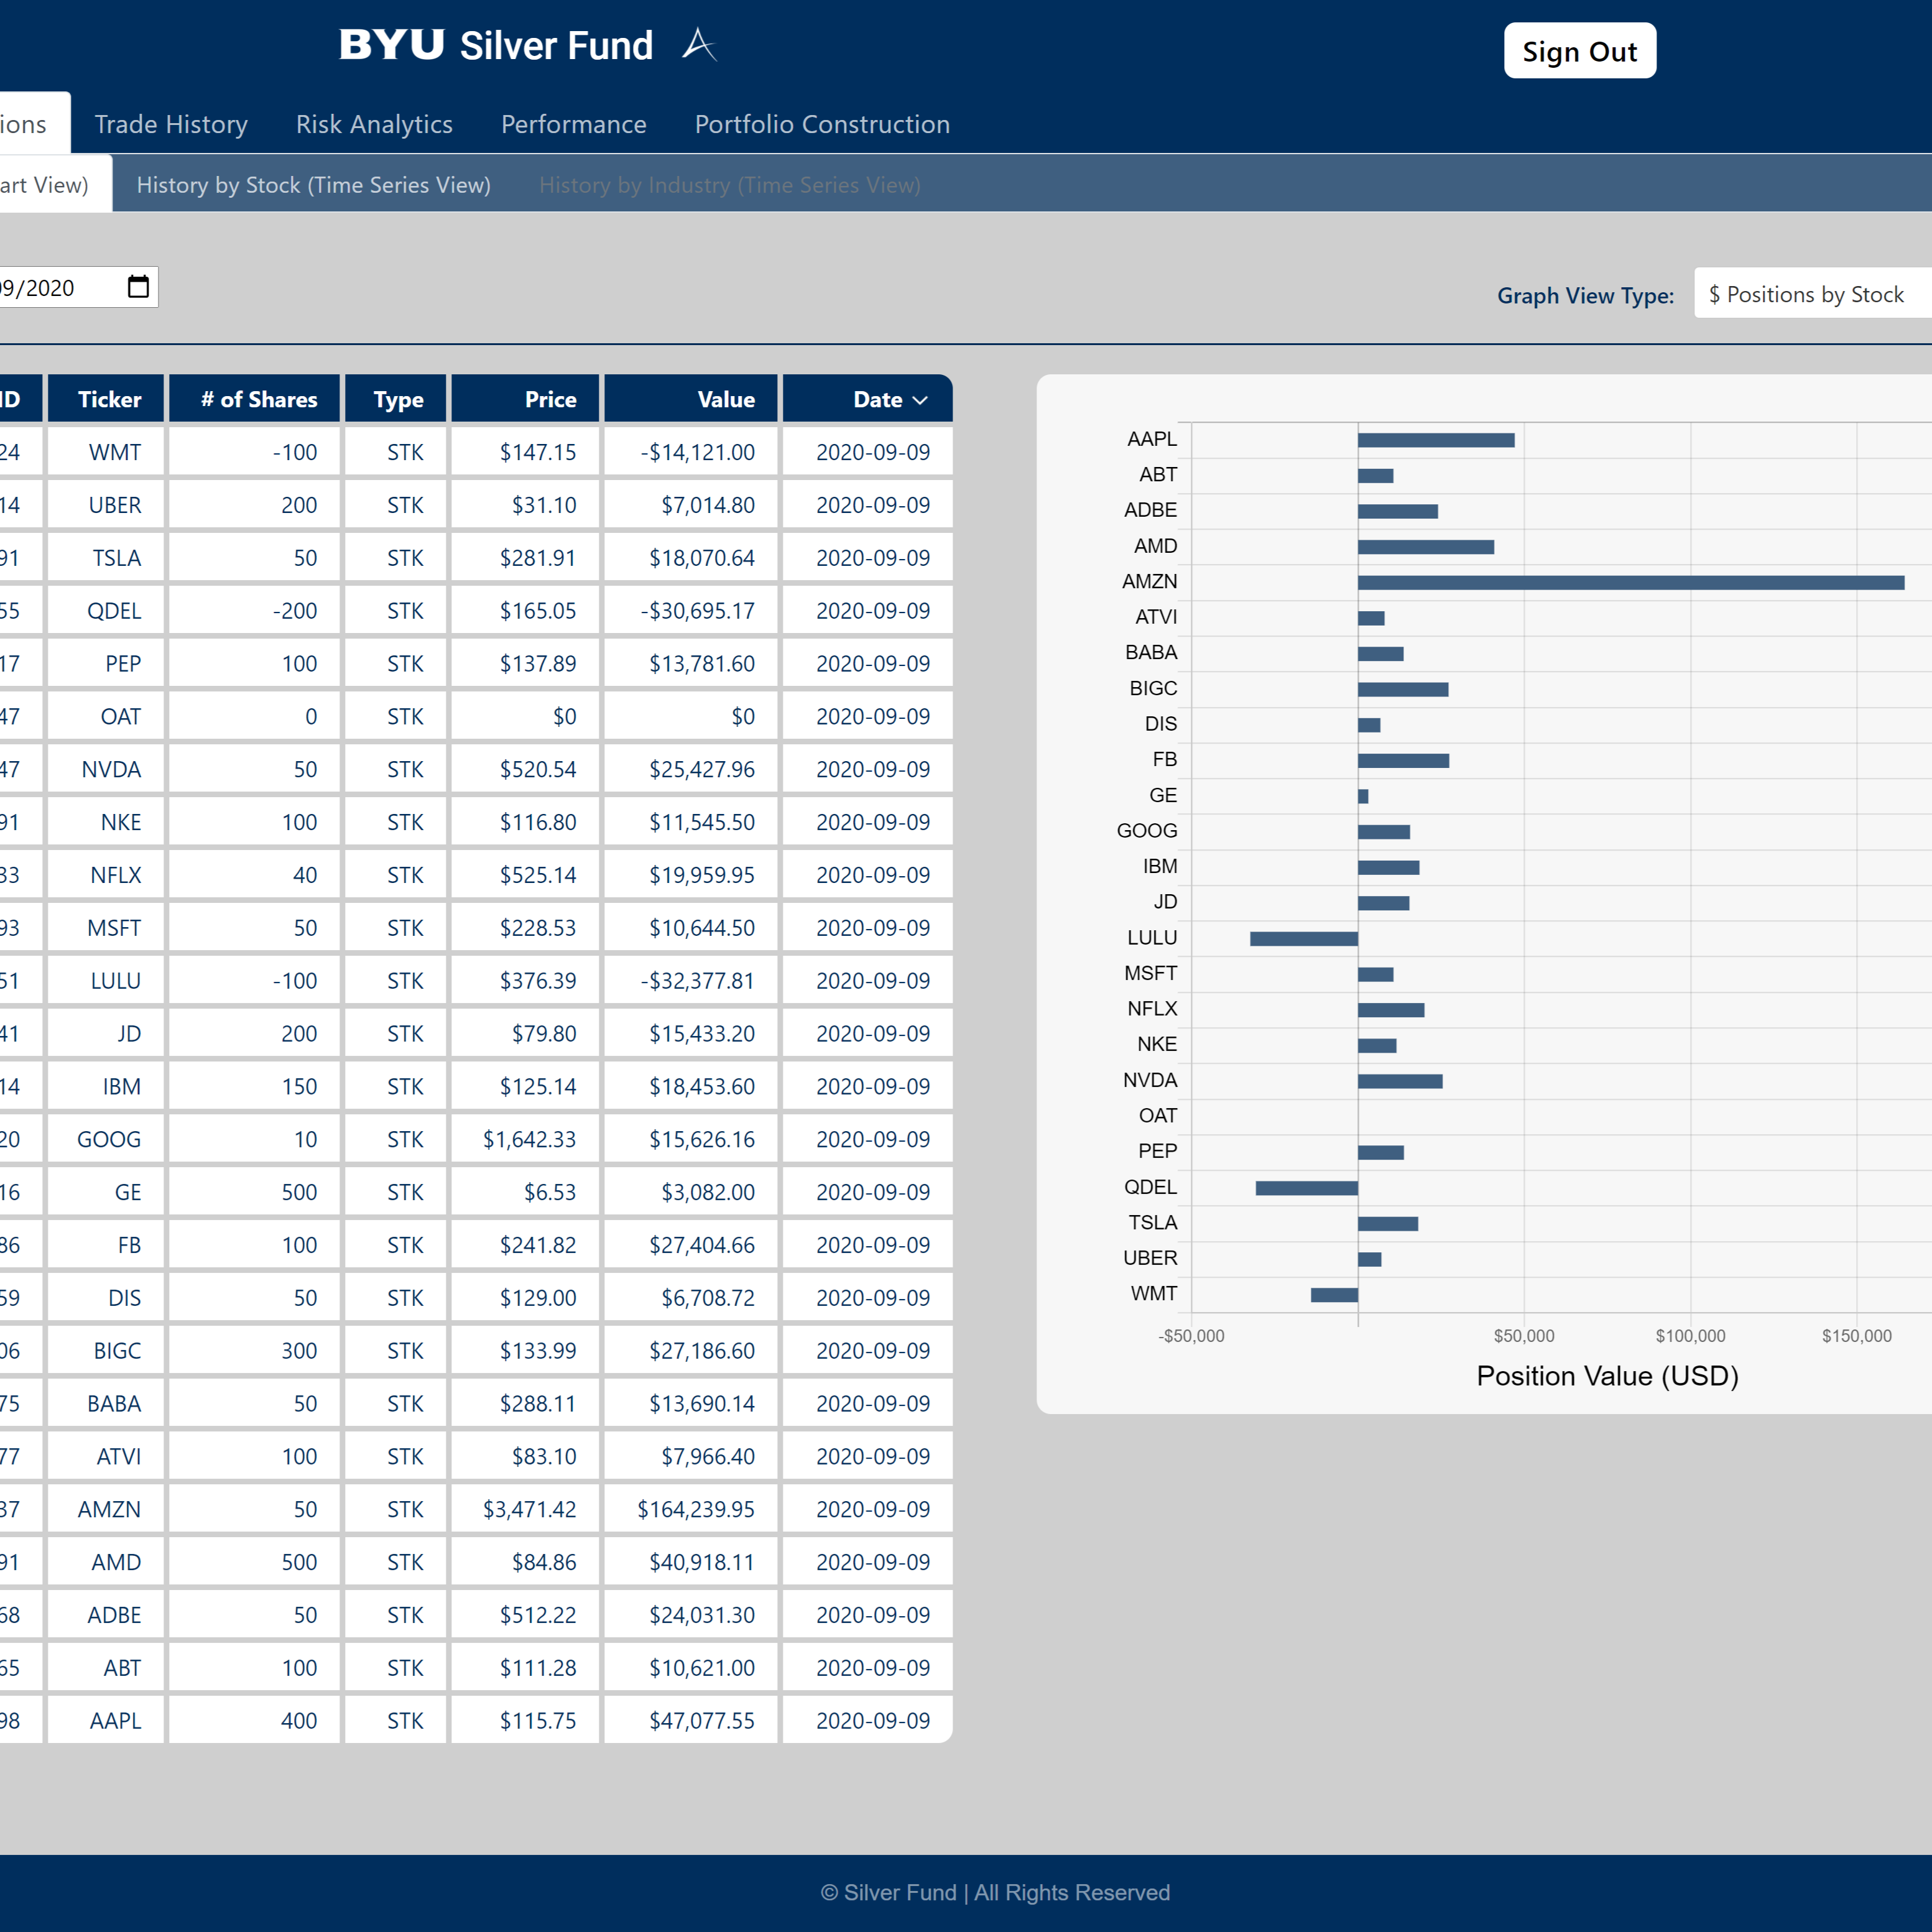 BYU Silver Fund
Sign Out
ions Trade History Risk Analytics Performance Portfolio Construction
art View) History by Stock (Time Series View) History by Industry (Time Series View)
09/2020
Graph View Type: $ Positions by Stock
ID Ticker # of Shares Type Price Value Date
24 WMT -100 STK $147.15 -$14,121.00 2020-09-09
14 UBER 200 STK $31.10 $7,014.80 2020-09-09
91 TSLA 50 STK $281.91 $18,070.64 2020-09-09
55 QDEL -200 STK $165.05 -$30,695.17 2020-09-09
17 PEP 100 STK $137.89 $13,781.60 2020-09-09
47 OAT 0 STK $0 $0 2020-09-09
47 NVDA 50 STK $520.54 $25,427.96 2020-09-09
91 NKE 100 STK $116.80 $11,545.50 2020-09-09
33 NFLX 40 STK $525.14 $19,959.95 2020-09-09
93 MSFT 50 STK $228.53 $10,644.50 2020-09-09
51 LULU -100 STK $376.39 -$32,377.81 2020-09-09
41 JD 200 STK $79.80 $15,433.20 2020-09-09
14 IBM 150 STK $125.14 $18,453.60 2020-09-09
20 GOOG 10 STK $1,642.33 $15,626.16 2020-09-09
16 GE 500 STK $6.53 $3,082.00 2020-09-09
86 FB 100 STK $241.82 $27,404.66 2020-09-09
59 DIS 50 STK $129.00 $6,708.72 2020-09-09
06 BIGC 300 STK $133.99 $27,186.60 2020-09-09
75 BABA 50 STK $288.11 $13,690.14 2020-09-09
77 ATVI 100 STK $83.10 $7,966.40 2020-09-09
37 AMZN 50 STK $3,471.42 $164,239.95 2020-09-09
91 AMD 500 STK $84.86 $40,918.11 2020-09-09
68 ADBE 50 STK $512.22 $24,031.30 2020-09-09
65 ABT 100 STK $111.28 $10,621.00 2020-09-09
98 AAPL 400 STK $115.75 $47,077.55 2020-09-09
AAPL
ABT
ADBE
AMD
AMZN
ATVI
BABA
BIGC
DIS
FB
GE
GOOG
IBM
JD
LULU
MSFT
NFLX
NKE
NVDA
OAT
PEP
QDEL
TSLA
UBER
WMT
-$50,000 $50,000 $100,000 $150,000
Position Value (USD)
© Silver Fund | All Rights Reserved